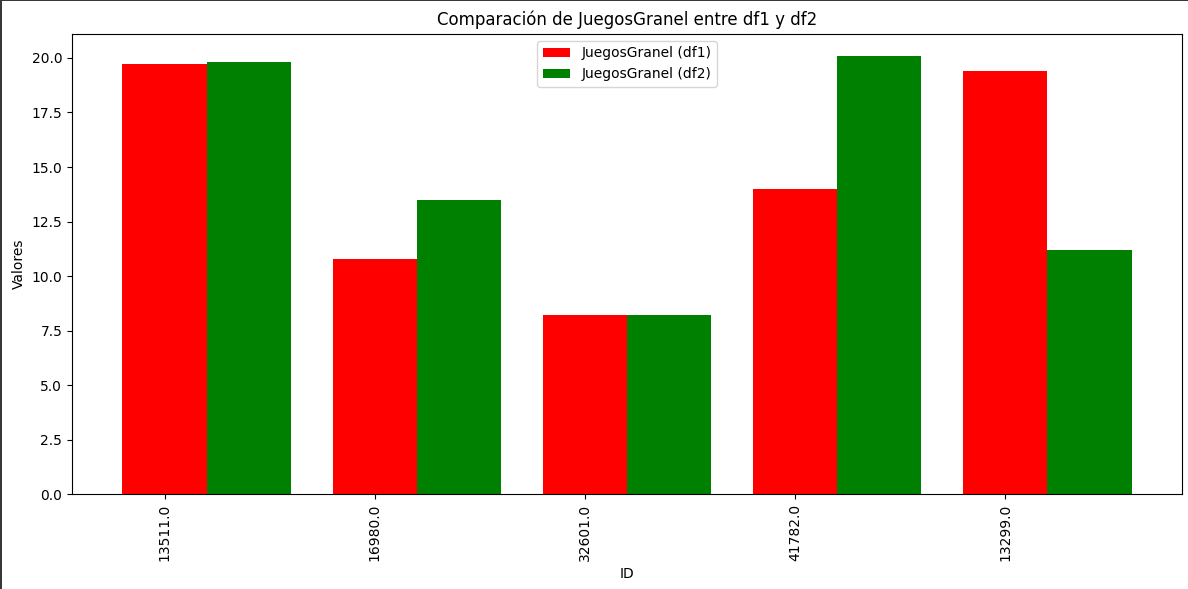 Comparación de JuegosGranel entre df1 y df2
JuegosGranel (df1)
JuegosGranel (df2)
20.0
17.5
15.0
12.5
10.0
7.5
5.0
2.5
0.0
Valores
13511.0
16980.0
32601.0
41782.0
13299.0
ID